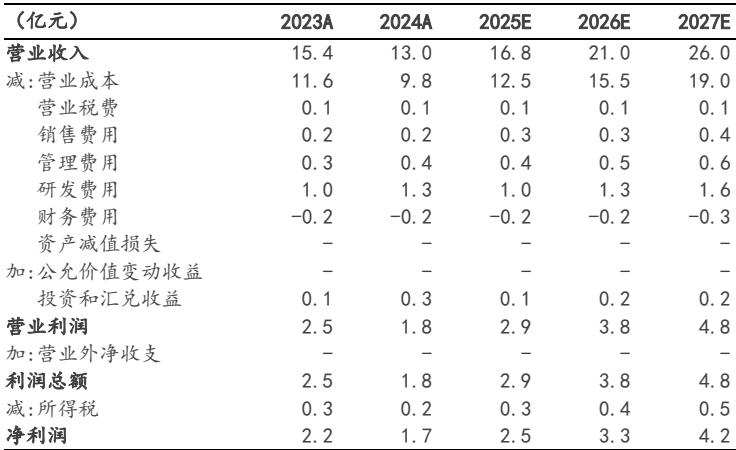 （亿元） 2023A 2024A 2025E 2026E 2027E
营业收入 15.4 13.0 16.8 21.0 26.0
减:营业成本 11.6 9.8 12.5 15.5 19.0
营业税费 0.1 0.1 0.1 0.1 0.1
销售费用 0.2 0.2 0.3 0.3 0.4
管理费用 0.3 0.4 0.4 0.5 0.6
研发费用 1.0 1.3 1.0 1.3 1.6
财务费用 -0.2 -0.2 -0.2 -0.2 -0.3
资产减值损失 - - - - -
加:公允价值变动收益 - - - - -
投资和汇兑收益 0.1 0.3 0.1 0.2 0.2
营业利润 2.5 1.8 2.9 3.8 4.8
加:营业外净收支 - - - - -
利润总额 2.5 1.8 2.9 3.8 4.8
减:所得税 0.3 0.2 0.3 0.4 0.5
净利润 2.2 1.7 2.5 3.3 4.2